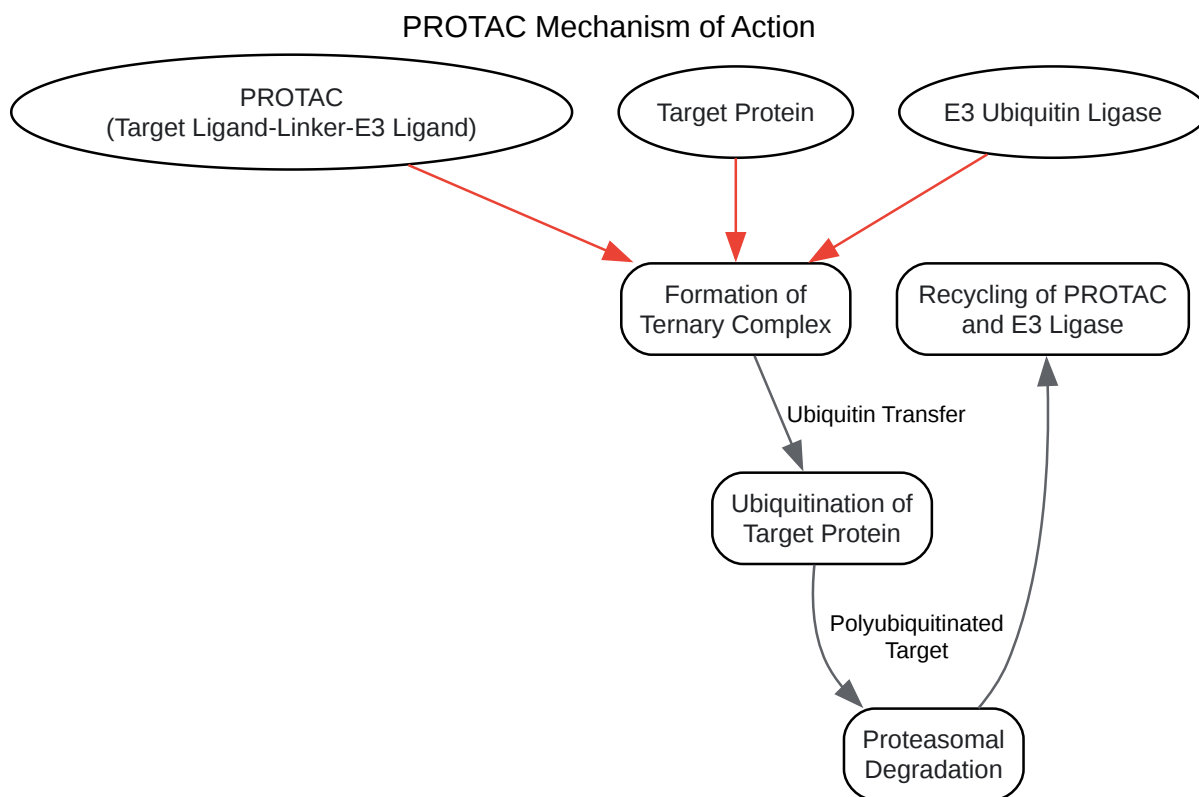 PROTAC Mechanism of Action
PROTAC
(Target Ligand-Linker-E3 Ligand)
Target Protein
E3 Ubiquitin Ligase
Formation of
Ternary Complex
Recycling of PROTAC
and E3 Ligase
Ubiquitin Transfer
Ubiquitination of
Target Protein
Polyubiquitinated
Target
Proteasomal
Degradation